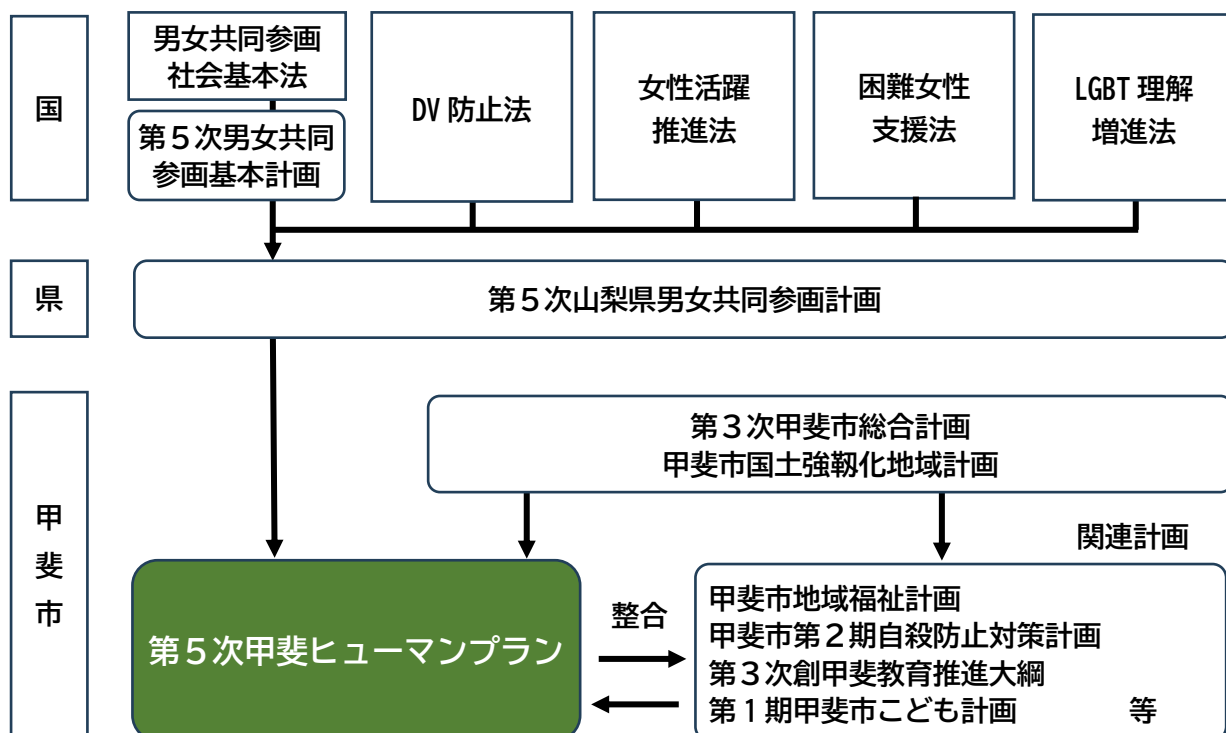 国
男女共同参画
社会基本法
第5次男女共同
参画基本計画
DV 防止法
女性活躍
推進法
困難女性
支援法
LGBT 理解
増進法
県
第5次山梨県男女共同参画計画
甲斐市
第3次甲斐市総合計画
甲斐市国土強靱化地域計画
関連計画
第5次甲斐ヒューマンプラン
整合
甲斐市地域福祉計画
甲斐市第2期自殺防止対策計画
第3次創甲斐教育推進大綱
第1期甲斐市こども計画 等